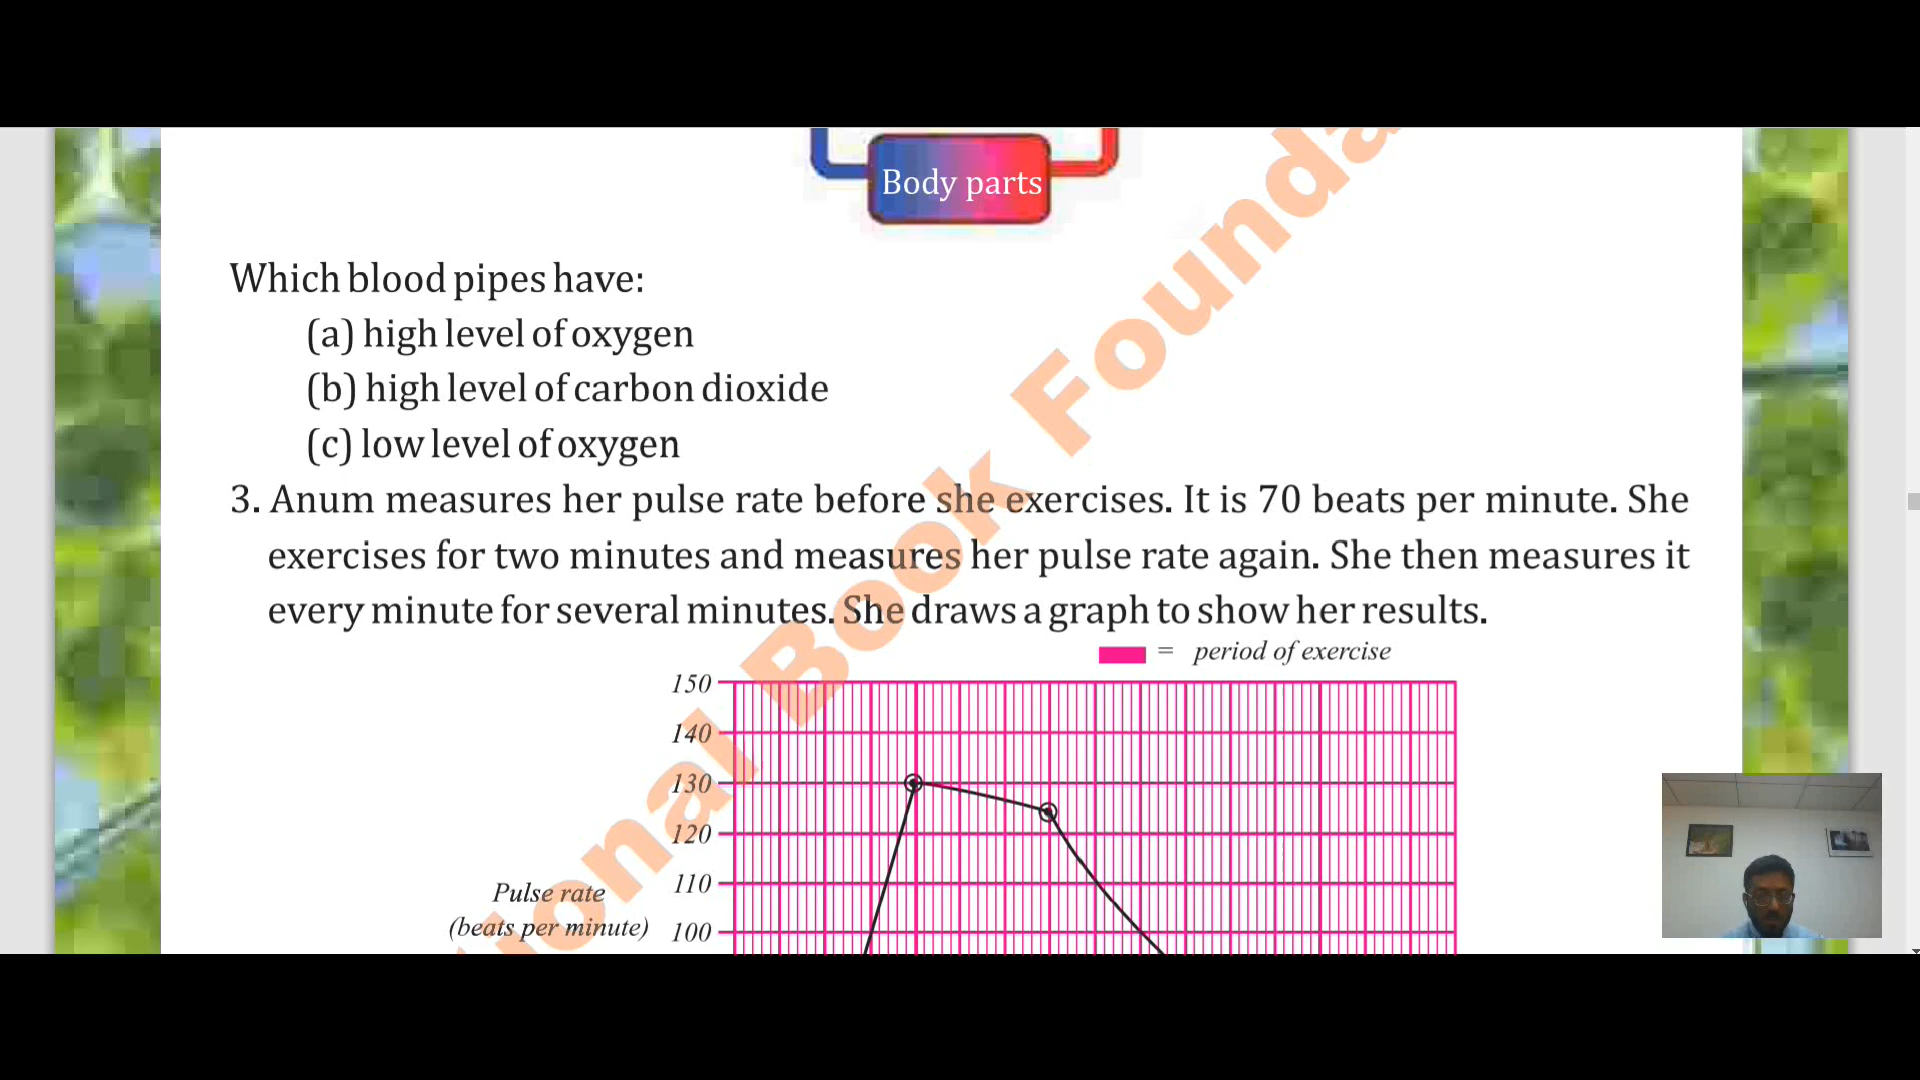 Body parts
Which blood pipes have:
(a) high level of oxygen
(b) high level of carbon dioxide
(c) low level of oxygen
3. Anum measures her pulse rate before she exercises. It is 70 beats per minute. She
exercises for two minutes and measures her pulse rate again. She then measures it
every minute for several minutes. She draws a graph to show her results.
= period of exercise
150
140
130
120
110
Pulse rate
(beats per minute) 100
ional Book Founda